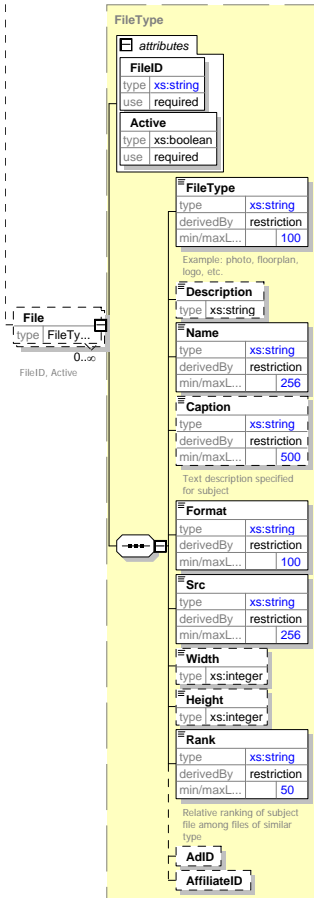 FileType
attributes
FileID
type xs:string
use required
Active
type xs:boolean
use required
FileType
type xs:string
derivedBy restriction
min/maxL... 100
Example: photo, floorplan,
logo, etc.
Description
type xs:string
File
type FileTy...
0..∞
FileID, Active
Name
type xs:string
derivedBy restriction
min/maxL... 256
Caption
type xs:string
derivedBy restriction
min/maxL... 500
Text description specified
for subject
Format
type xs:string
derivedBy restriction
min/maxL... 100
Src
type xs:string
derivedBy restriction
min/maxL... 256
Width
type xs:integer
Height
type xs:integer
Rank
type xs:string
derivedBy restriction
min/maxL... 50
Relative ranking of subject
file among files of similar
type
AdID
AffiliateID